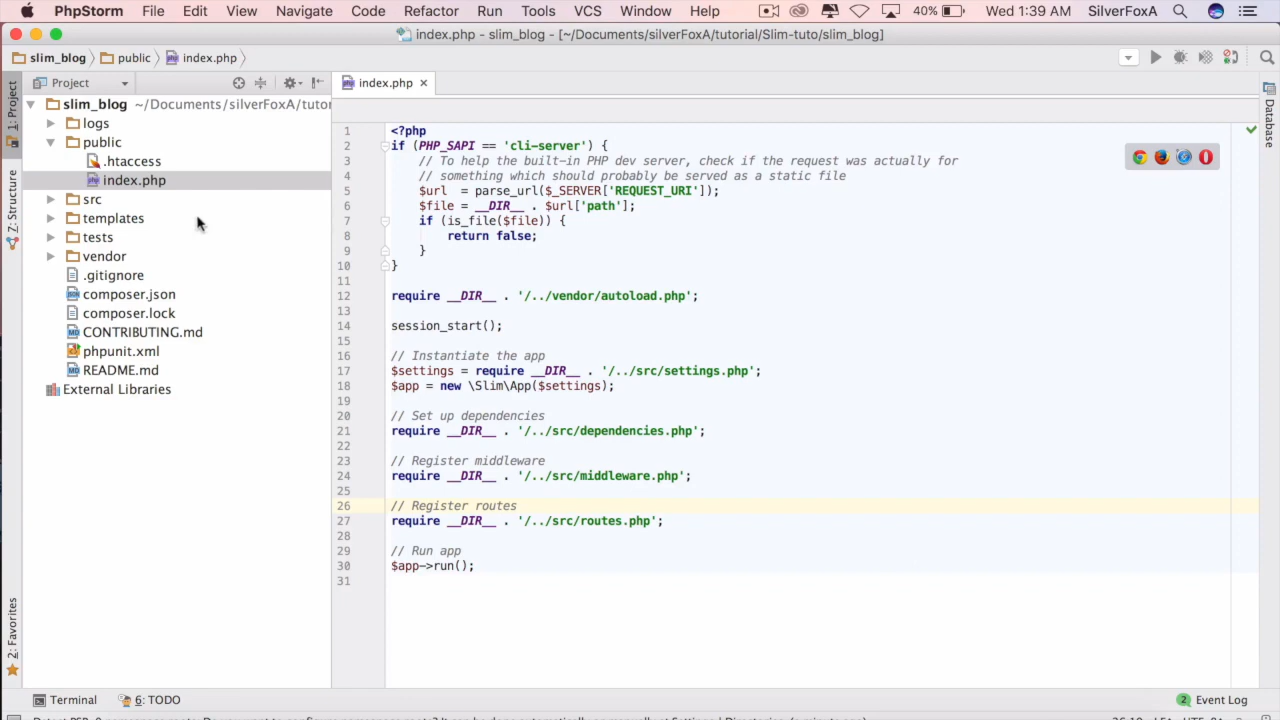 PhpStorm File Edit View Navigate Code Refactor Run Tools VCS Window Help 40% Wed 1:39 AM SilverFoxA
index.php - slim_blog - [~/Documents/silverFoxA/tutorial/Slim-tuto/slim_blog]
slim_blog public index.php
Project index.php
1: Project
Z: Structure
2: Favorites
slim_blog ~/Documents/silverFoxA/tutor
logs
public
.htaccess
index.php
src
templates
tests
vendor
.gitignore
composer.json
composer.lock
CONTRIBUTING.md
phpunit.xml
README.md
External Libraries
1 <?php
2 if (PHP_SAPI == 'cli-server') {
3 // To help the built-in PHP dev server, check if the request was actually for
4 // something which should probably be served as a static file
5 $url  = parse_url($_SERVER['REQUEST_URI']);
6 $file = __DIR__ . $url['path'];
7 if (is_file($file)) {
8 return false;
9 }
10 }
11
12 require __DIR__ . '/../vendor/autoload.php';
13
14 session_start();
15
16 // Instantiate the app
17 $settings = require __DIR__ . '/../src/settings.php';
18 $app = new \Slim\App($settings);
19
20 // Set up dependencies
21 require __DIR__ . '/../src/dependencies.php';
22
23 // Register middleware
24 require __DIR__ . '/../src/middleware.php';
25
26 // Register routes
27 require __DIR__ . '/../src/routes.php';
28
29 // Run app
30 $app->run();
31
Database
Terminal 6: TODO 2 Event Log